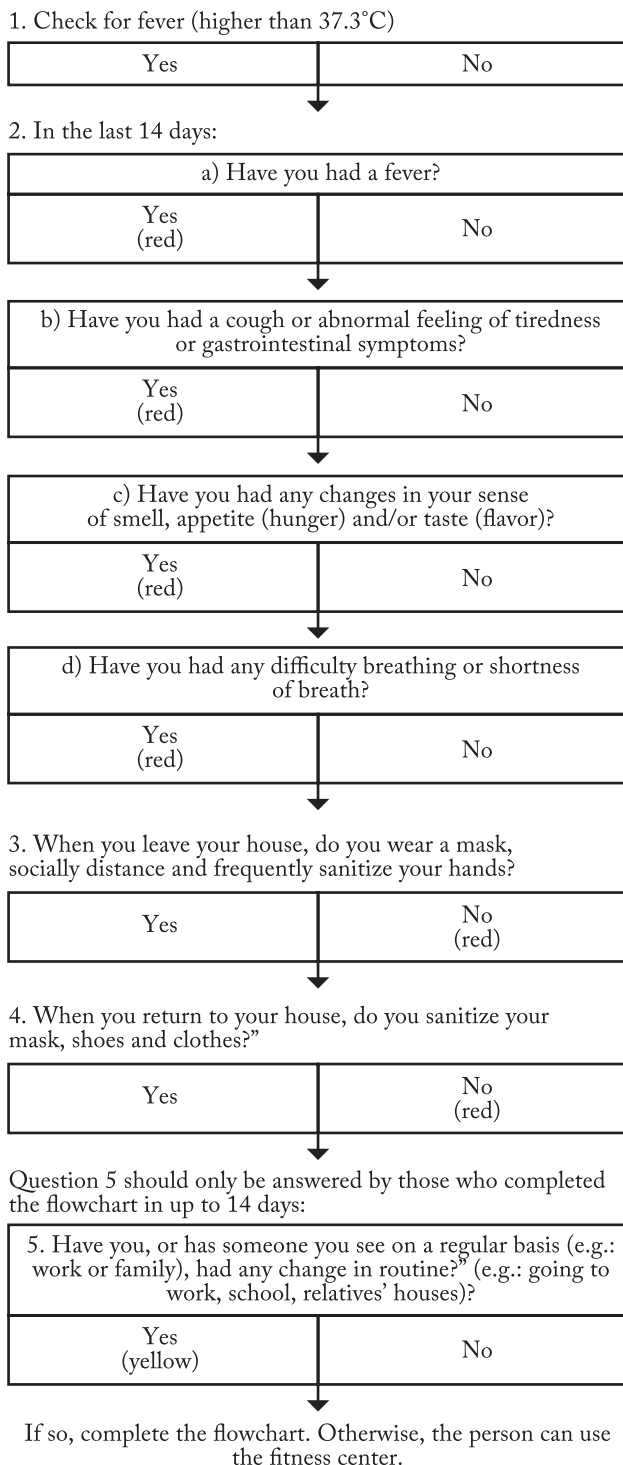 1. Check for fever (higher than 37.3°C)
Yes
No
2. In the last 14 days:
a) Have you had a fever?
Yes
(red)
No
b) Have you had a cough or abnormal feeling of tiredness
or gastrointestinal symptoms?
Yes
(red)
No
c) Have you had any changes in your sense
of smell, appetite (hunger) and/or taste (flavor)?
Yes
(red)
No
d) Have you had any difficulty breathing or shortness
of breath?
Yes
(red)
No
3. When you leave your house, do you wear a mask,
socially distance and frequently sanitize your hands?
Yes
No
(red)
4. When you return to your house, do you sanitize your
mask, shoes and clothes?”
Yes
No
(red)
Question 5 should only be answered by those who completed
the flowchart in up to 14 days:
5. Have you, or has someone you see on a regular basis (e.g.:
work or family), had any change in routine?” (e.g.: going to
work, school, relatives’ houses)?
Yes
(yellow)
No
If so, complete the flowchart. Otherwise, the person can use
the fitness center.